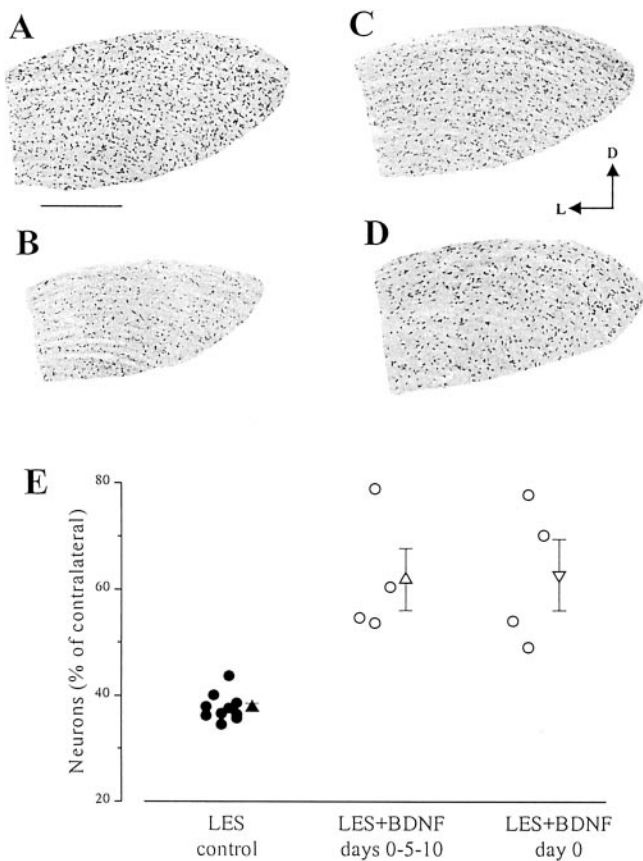 A
C
D
L
B
D
E
80
60
40
20
Neurons (% of contralateral)
LES control
LES+BDNF days 0-5-10
LES+BDNF day 0